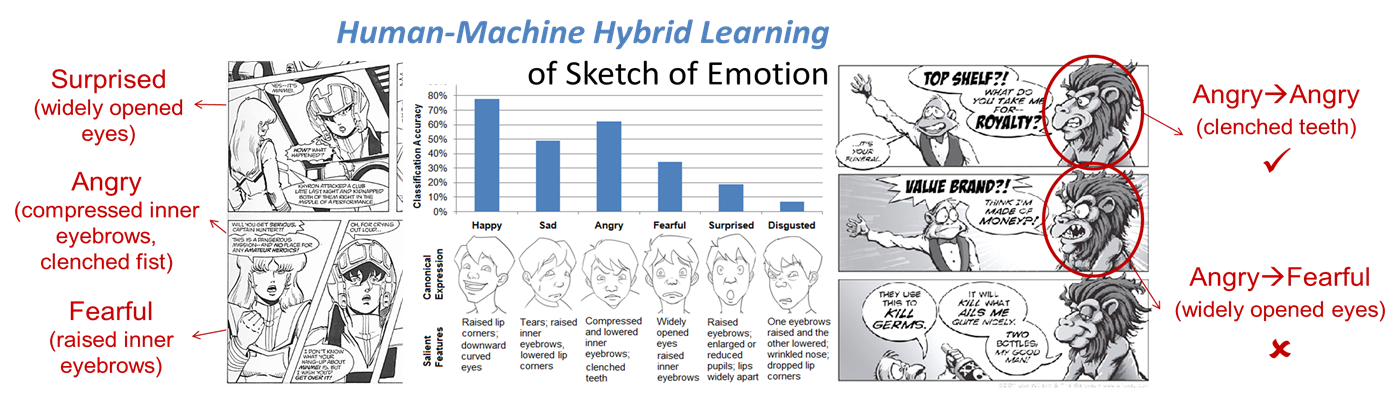 Human-Machine Hybrid Learning
of Sketch of Emotion
Surprised
(widely opened
eyes)
Angry
(compressed inner
eyebrows,
clenched fist)
Fearful
(raised inner
eyebrows)
YES--IT'S
MINMEI.
HOW? WHAT
HAPPENED?
KHYRON ATTACKED A CLUB
LATE LAST NIGHT AND KIDNAPPED
BOTH OF THEM RIGHT IN THE
MIDDLE OF A PERFORMANCE.
WILL YOU GET SERIOUS,
CAPTAIN HUNTER?!
THIS IS A DANGEROUS
MISSION--AND NO PLACE FOR
ANY AMATEUR HEROICS!
OH, FOR CRYING
OUT LOUD...
I DON'T KNOW
WHAT YOUR
HANG-UP ABOUT
MINMEI IS, BUT
I WISH YOU'D
GET OVER IT!
Classification Accuracy
80%
70%
60%
50%
40%
30%
20%
10%
0%
Happy Sad Angry Fearful Surprised Disgusted
Canonical
Expression
Salient
Features
Raised lip
corners;
downward
curved
eyes
Tears; raised
inner
eyebrows,
lowered lip
corners
Compressed
and lowered
inner
eyebrows;
clenched
teeth
Widely
opened
eyes
raised
inner
eyebrows
Raised
eyebrows;
enlarged or
reduced
pupils; lips
widely apart
One eyebrows
raised and the
other lowered;
wrinkled nose;
dropped lip
corners
TOP SHELF?!
WHAT DO
YOU TAKE ME
FOR--
ROYALTY?
...IT'S
YOUR
FUNERAL.
VALUE BRAND?!
THINK I'M
MADE OF
MONEY?!
THEY USE
THIS TO
KILL
GERMS.
IT WILL
KILL WHAT
AILS ME
QUITE NICELY.
TWO
BOTTLES,
MY GOOD
MAN!
Angry→Angry
(clenched teeth)
✓
Angry→Fearful
(widely opened eyes)
✘